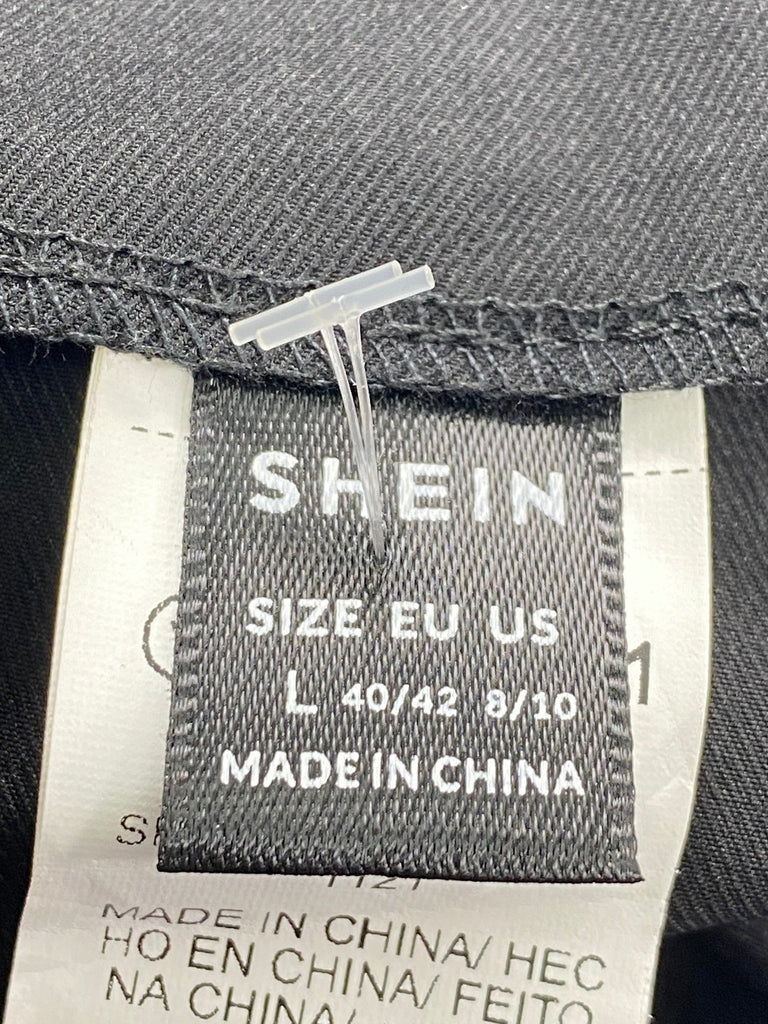 SHEIN
SIZE EU US
L 40/42 8/10
MADE IN CHINA
MADE IN CHINA/ HEC
HO EN CHINA/ FEITO
NA CHINA/